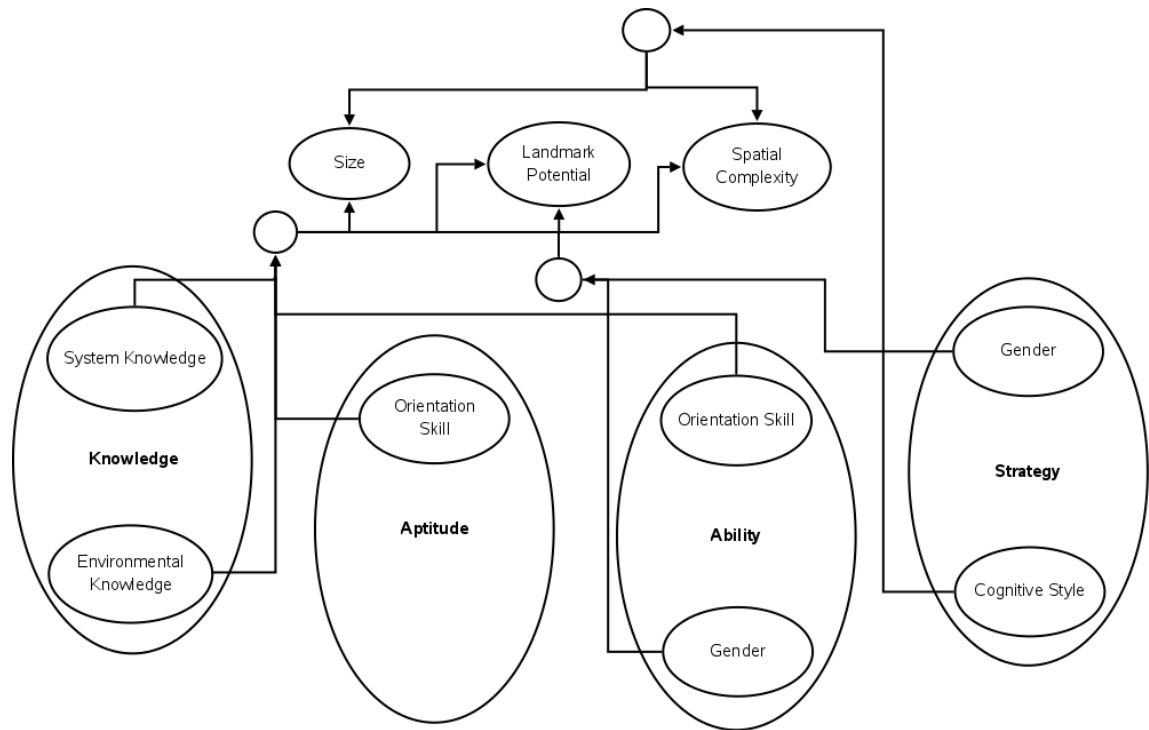 Size
Landmark
Potential
Spatial
Complexity
System Knowledge
Knowledge
Environmental
Knowledge
Orientation
Skill
Aptitude
Orientation Skill
Ability
Gender
Gender
Strategy
Cognitive Style